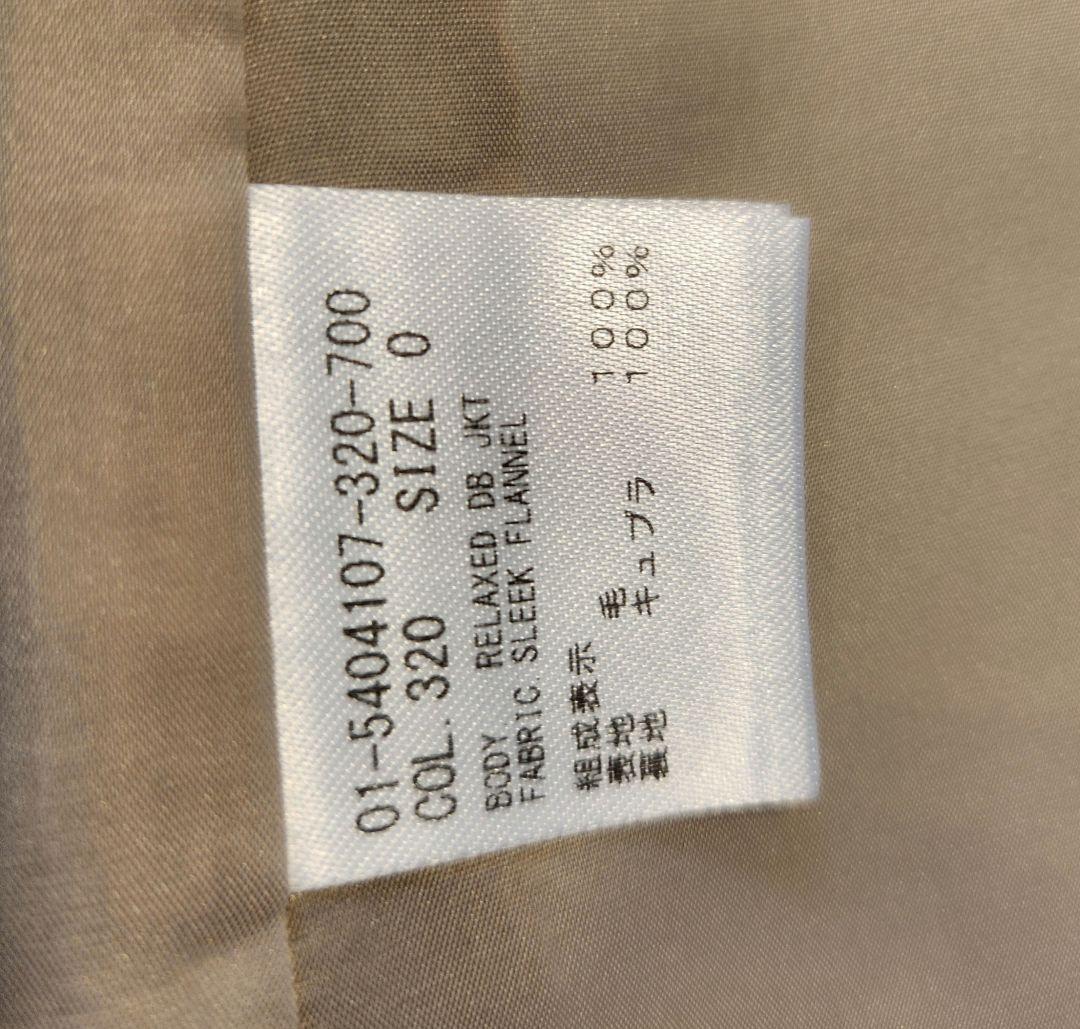 01-5404107-320-700
COL. 320 SIZE 0
BODY RELAXED DB JKT
FABRIC. SLEEK FLANNEL
組成表示
表地 毛 100%
裏地 キュプラ 100%